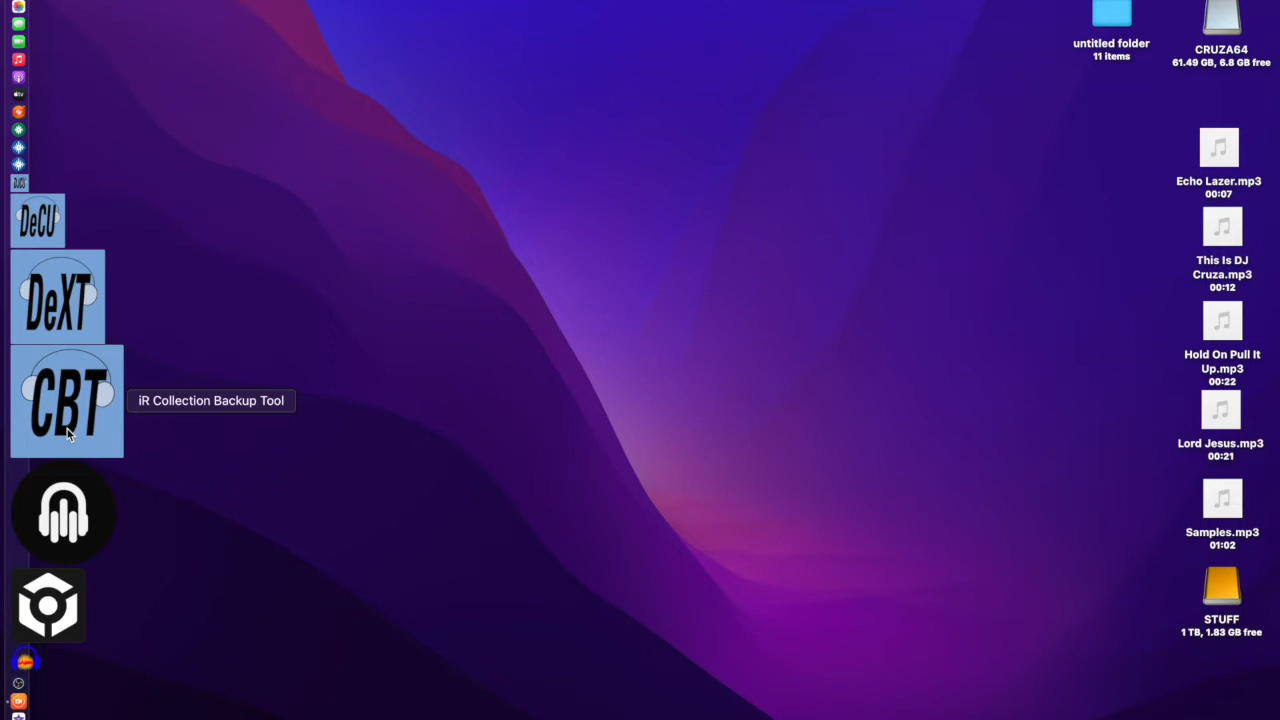 untitled folder
11 items
CRUZA64
61.49 GB, 6.8 GB free
Echo Lazer.mp3
00:07
This Is DJ
Cruza.mp3
00:12
Hold On Pull It
Up.mp3
00:22
Lord Jesus.mp3
00:21
Samples.mp3
01:02
STUFF
1 TB, 1.83 GB free
tv
DeCU
DeXT
CBT
iR Collection Backup Tool